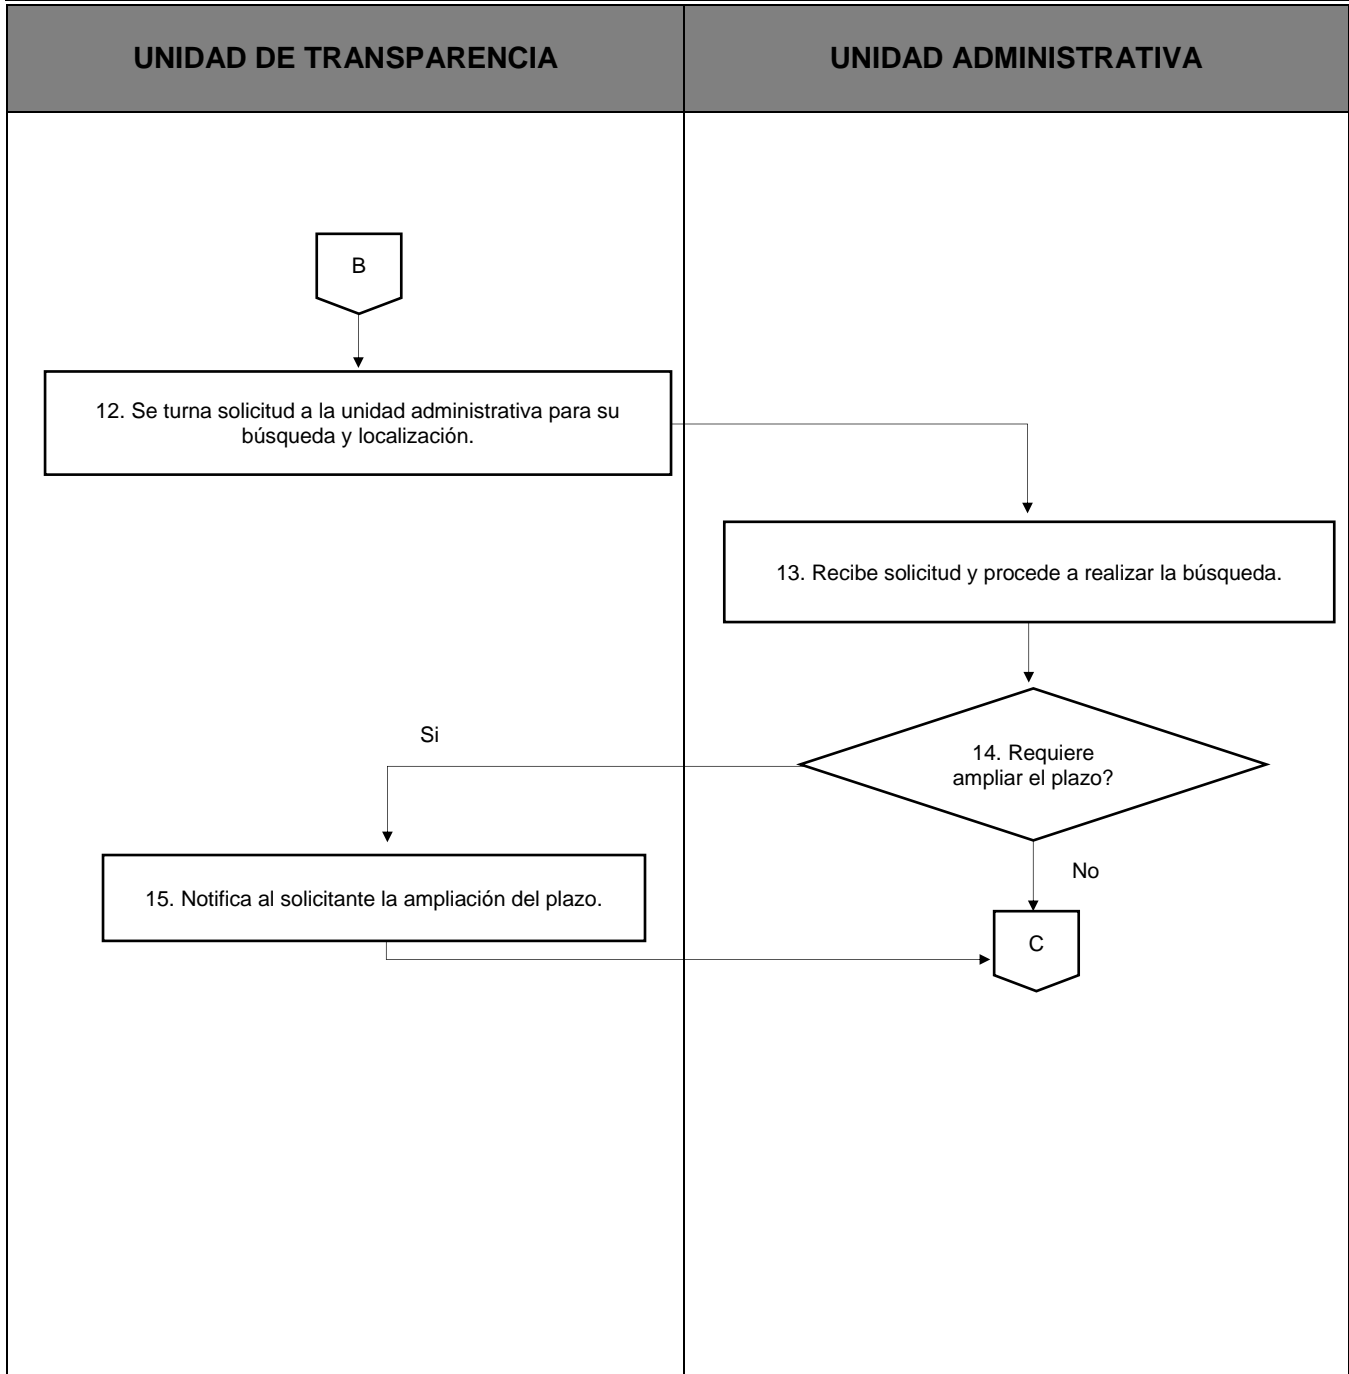 UNIDAD DE TRANSPARENCIA
UNIDAD ADMINISTRATIVA
B
12. Se turna solicitud a la unidad administrativa para su
búsqueda y localización.
13. Recibe solicitud y procede a realizar la búsqueda.
14. Requiere
ampliar el plazo?
Si
No
15. Notifica al solicitante la ampliación del plazo.
C